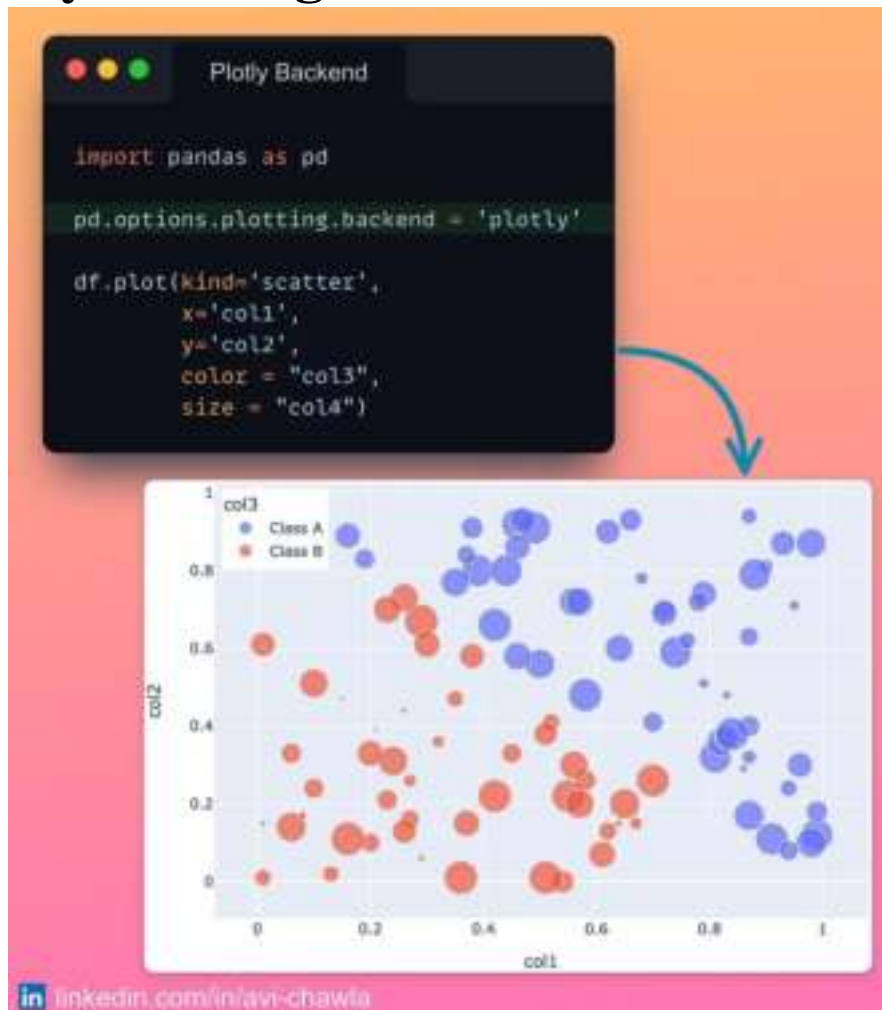 Plotly Backend
import pandas as pd
pd.options.plotting.backend = 'plotly'
df.plot(kind='scatter',
x='col1',
y='col2',
color = "col3",
size = "col4")
col3
Class A
Class B
1
0.8
0.6
0.4
0.2
0
col2
0
0.2
0.4
0.6
0.8
1
col1
in linkedin.com/in/avi-chawla